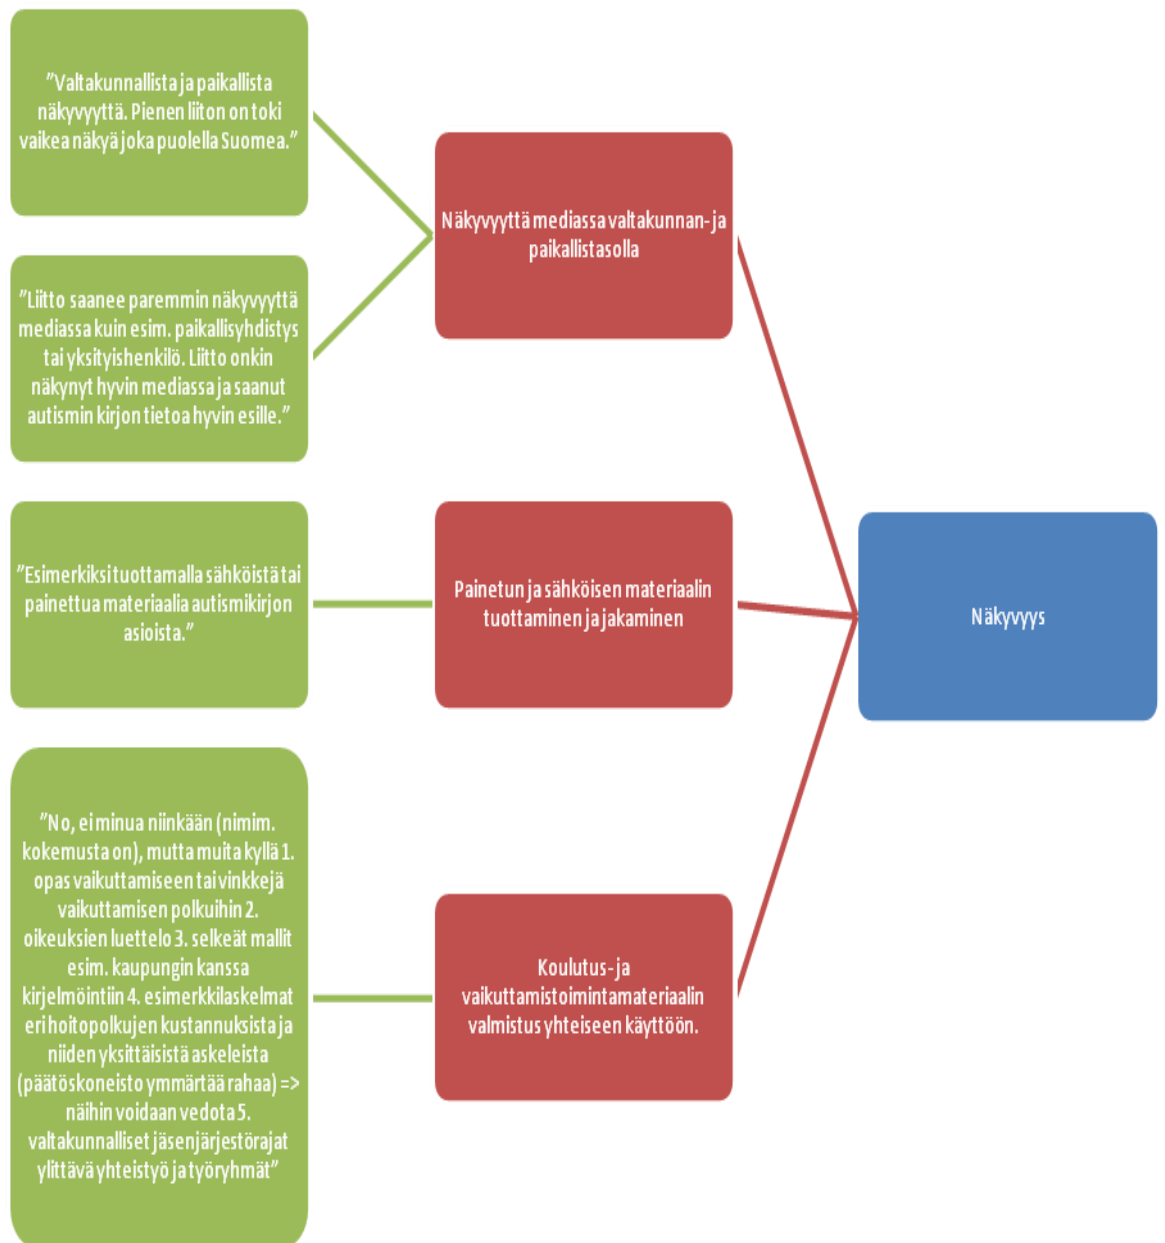 ”Valtakunnallista ja paikallista
näkyvyyttä. Pienen liiton on toki
vaikea näkyä joka puolella Suomea.”
”Liitto saanee paremmin näkyvyyttä
mediassa kuin esim. paikallisyhdistys
tai yksityishenkilö. Liitto onkin
näkynyt hyvin mediassa ja saanut
autismin kirjon tietoa hyvin esille.”
”Esimerkiksi tuottamalla sähköistä tai
painettua materiaalia autismikirjon
asioista.”
”No, ei minua niinkään (nimim.
kokemusta on), mutta muita kyllä 1.
opas vaikuttamiseen tai vinkkejä
vaikuttamisen polkuihin 2.
oikeuksien luettelo 3. selkeät mallit
esim. kaupungin kanssa
kirjelmöintiin 4. esimerkkilaskelmat
eri hoitopolkujen kustannuksista ja
niiden yksittäisistä askeleista
(päätöskoneisto ymmärtää rahaa) =>
näihin voidaan vedota 5.
valtakunnalliset jäsenjärjestörajat
ylittävä yhteistyö ja työryhmät”
Näkyvyyttä mediassa valtakunnan- ja
paikallistasolla
Painetun ja sähköisen materiaalin
tuottaminen ja jakaminen
Koulutus- ja
vaikuttamistoimintamateriaalin
valmistus yhteiseen käyttöön.
Näkyvyys